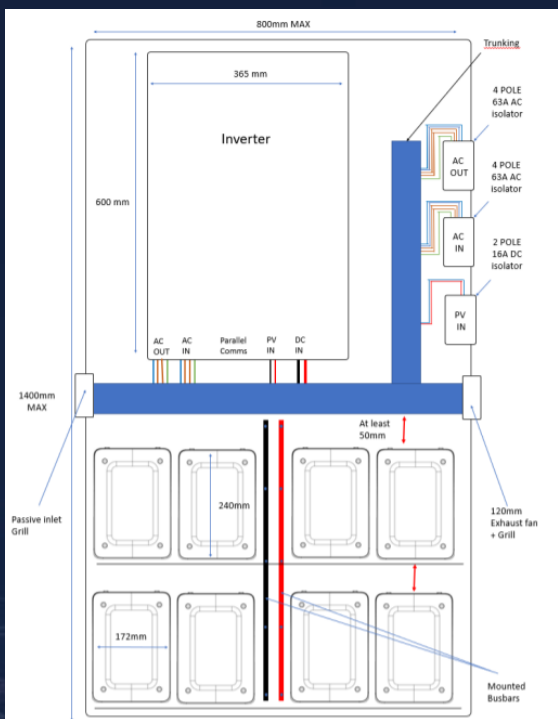 800mm MAX
Trunking
365 mm
Inverter
600 mm
4 POLE
63A AC
isolator
AC
OUT
4 POLE
63A AC
isolator
AC
IN
2 POLE
16A DC
isolator
PV
IN
AC
OUT
AC
IN
Parallel
Comms
PV
IN
DC
IN
1400mm
MAX
At least
50mm
240mm
Passive Inlet
Grill
120mm
Exhaust fan
+ Grill
172mm
Mounted
Busbars